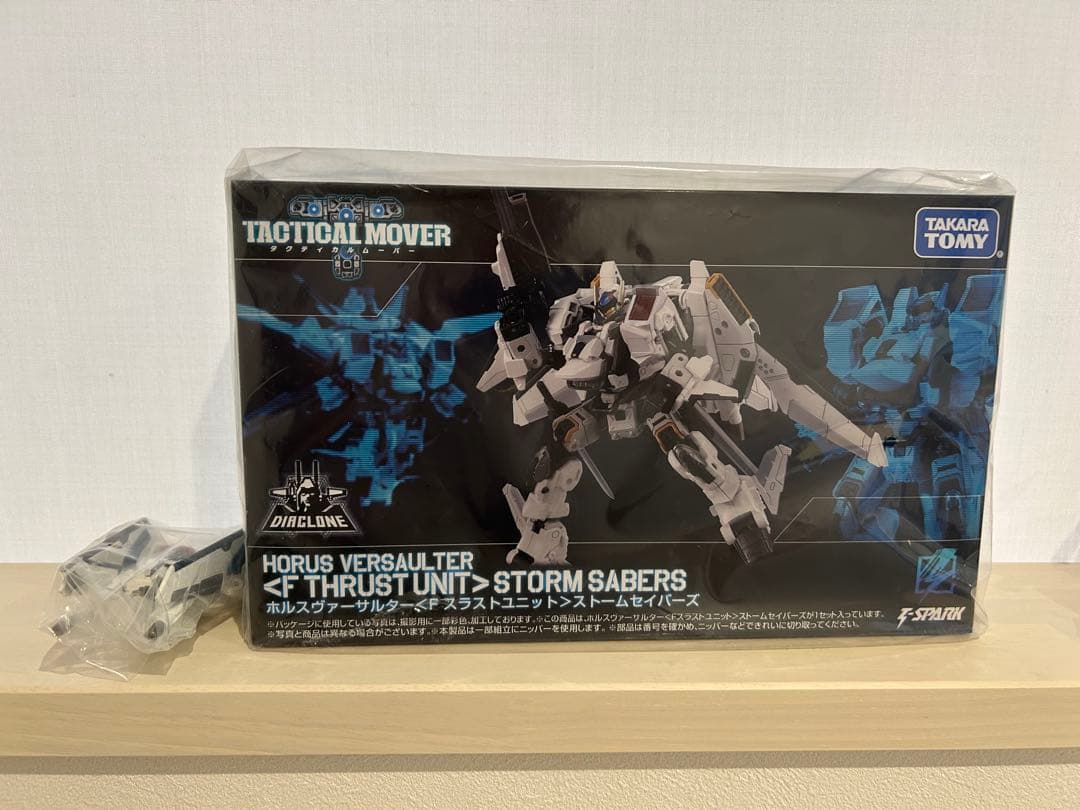 TACTICAL MOVER
タクティカルムーバー
TAKARA
TOMY
DIACLONE
HORUS VERSAULTER
<F THRUST UNIT> STORM SABERS
ホルスヴァーサルター<F スラストユニット>ストームセイバーズ
※パッケージに使用している写真は、撮影用に一部彩色、加工しております。※この商品は、ホルスヴァーサルター<Fスラストユニット>ストームセイバーズが1セット入っています。
※写真と商品は異なる場合がございます。※本製品は一部組立にニッパーを使用します。※部品は番号を確かめ、ニッパーなどできれいに切り取ってください。
T-SPARK